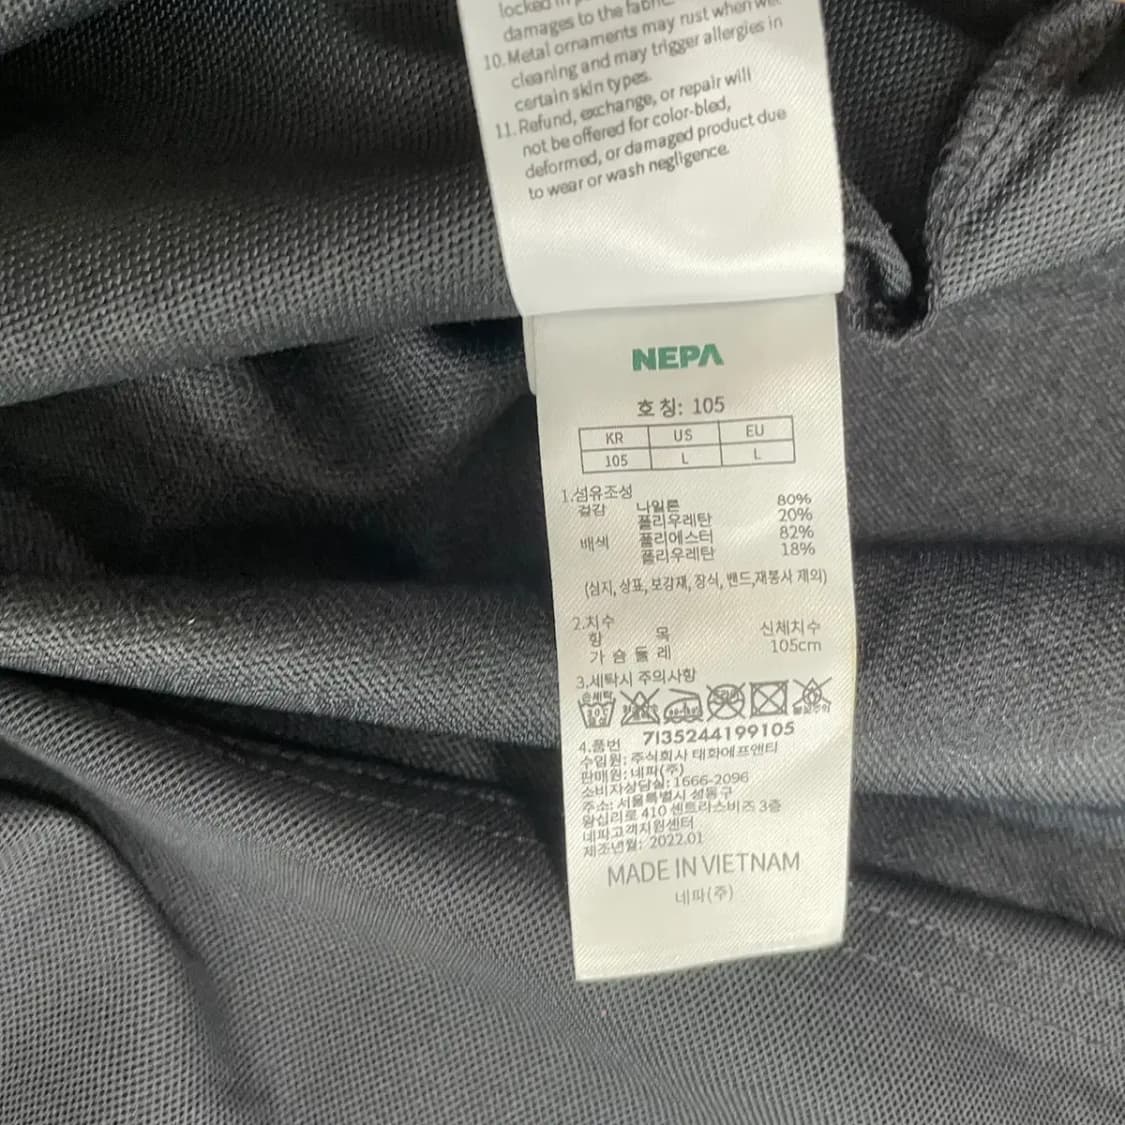 locked in
damages to the fabric.
10. Metal ornaments may rust when wet
cleaning and may trigger allergies in
certain skin types.
11. Refund, exchange, or repair will
not be offered for color-bled,
deformed, or damaged product due
to wear or wash negligence.
NEPA
호칭: 105
KR US EU
105 L L
1.섬유조성
겉감 나일론 80%
폴리우레탄 20%
배색 폴리에스터 82%
폴리우레탄 18%
(심지, 상표, 보강재, 장식, 밴드,재봉사 제외)
2.치수
항 목 신체치수
가 슴 둘 레 105cm
3.세탁시 주의사항
손세탁
4.품번 7I35244199105
수입원: 주식회사 태화에프앤티
판매원: 네파(주)
소비자상담실: 1666-2096
주소: 서울특별시 성동구
왕십리로 410 센트라스비즈 3층
네파고객지원센터
제조년월: 2022.01
MADE IN VIETNAM
네파(주)